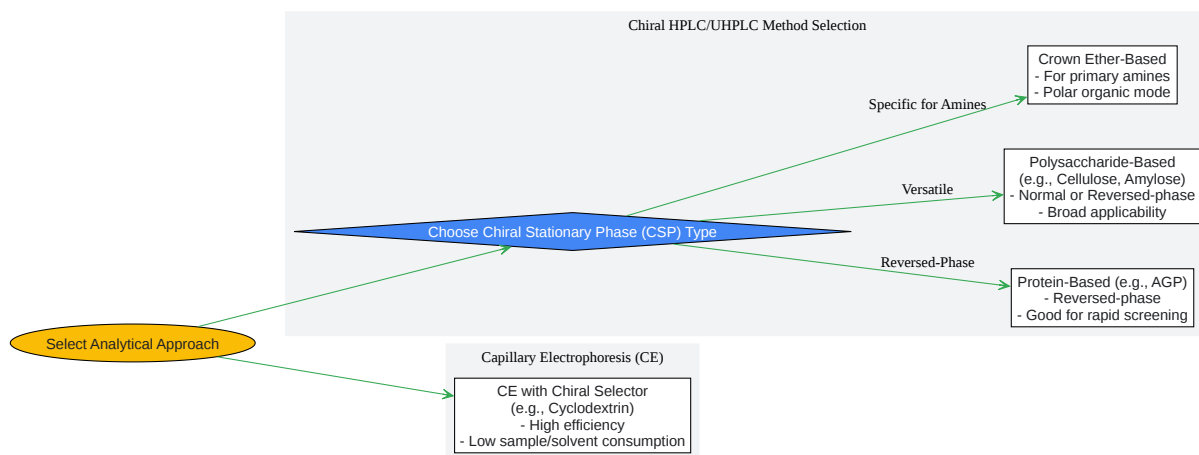 Chiral HPLC/UHPLC Method Selection
Crown Ether-Based
- For primary amines
- Polar organic mode
Specific for Amines
Polysaccharide-Based
(e.g., Cellulose, Amylose)
- Normal or Reversed-phase
- Broad applicability
Versatile
Choose Chiral Stationary Phase (CSP) Type
Reversed-Phase
Protein-Based (e.g., AGP)
- Reversed-phase
- Good for rapid screening
Select Analytical Approach
Capillary Electrophoresis (CE)
CE with Chiral Selector
(e.g., Cyclodextrin)
- High efficiency
- Low sample/solvent consumption